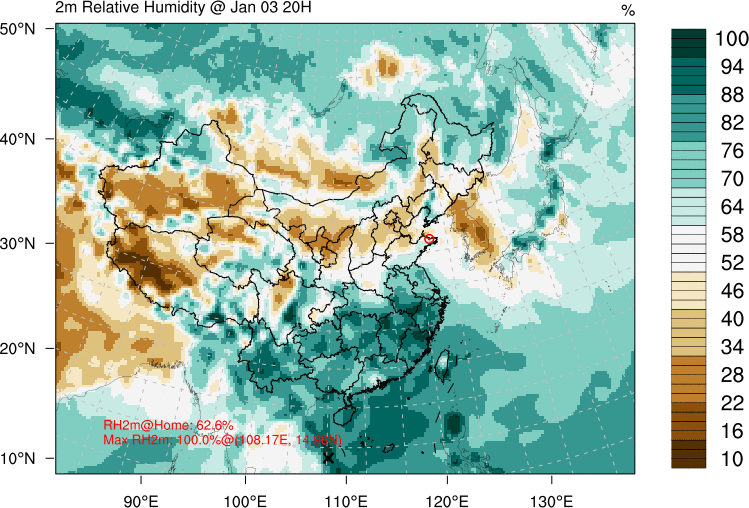 2m Relative Humidity @ Jan 03 20H
%
50°N
40°N
30°N
20°N
10°N
90°E
100°E
110°E
120°E
130°E
RH2m@Home: 62.6%
Max RH2m: 100.0%@(108.17E, 14.
100
94
88
82
76
70
64
58
52
46
40
34
28
22
16
10